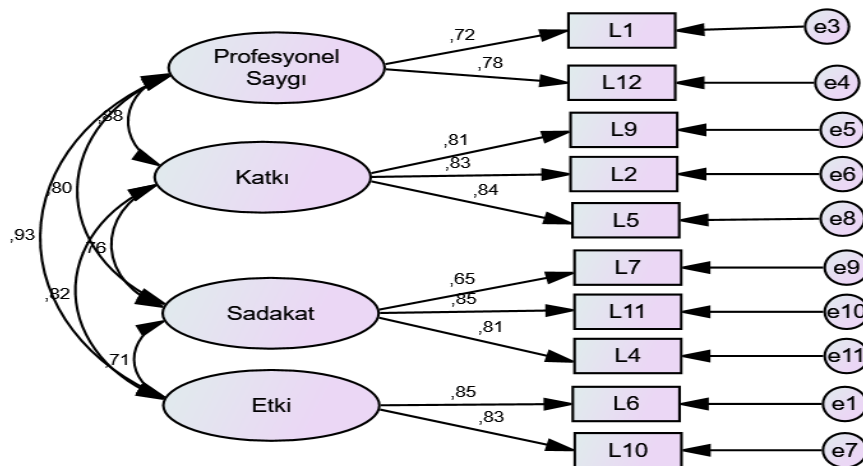 Profesyonel
Saygı
,72
L1
e3
,78
L12
e4
,88
,81
L9
e5
Katkı
,83
L2
e6
,84
L5
e8
,80
,93
,76
,82
,65
L7
e9
Sadakat
,85
L11
e10
,81
L4
e11
,71
Etki
,85
L6
e1
,83
L10
e7